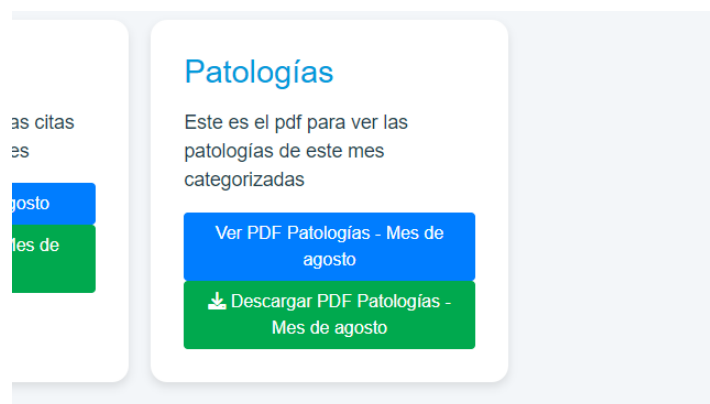 as citas
es
agosto
Mes de
Patologías
Este es el pdf para ver las
patologías de este mes
categorizadas
Ver PDF Patologías - Mes de
agosto
Descargar PDF Patologías -
Mes de agosto